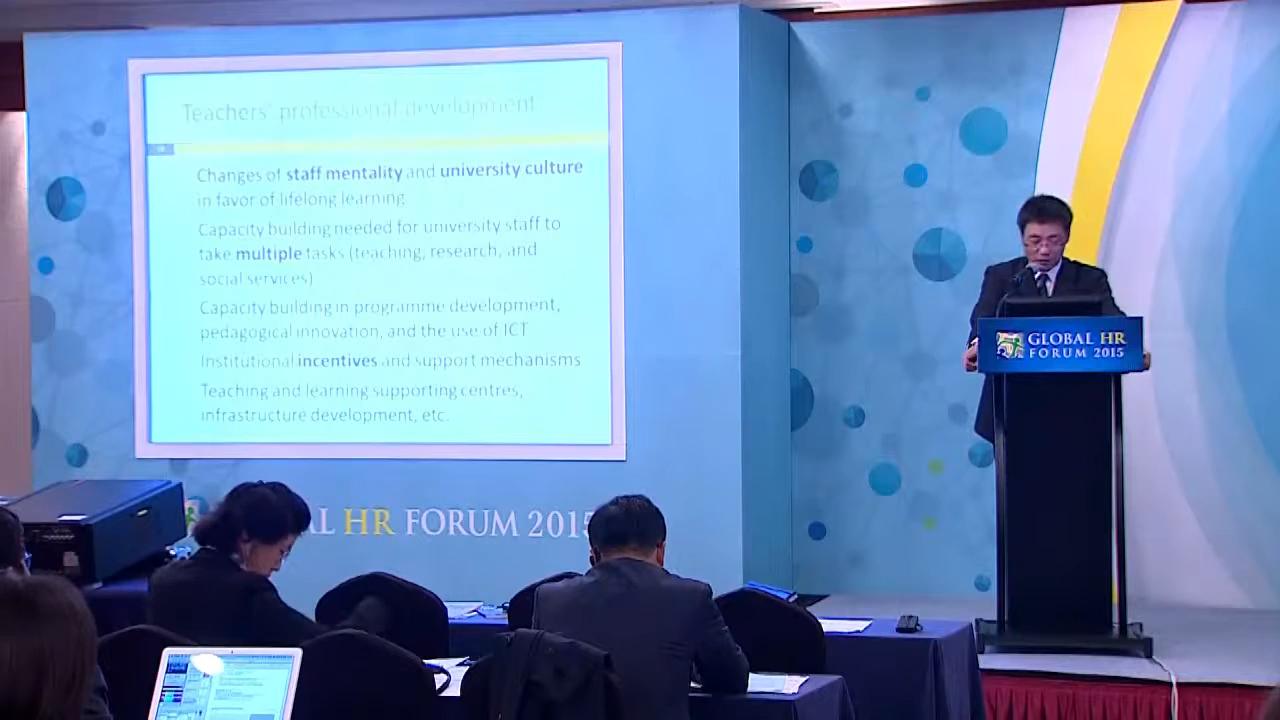 Teachers' professional development
Changes of staff mentality and university culture
in favor of lifelong learning
Capacity building needed for university staff to
take multiple tasks (teaching, research, and
social services)
Capacity building in programme development,
pedagogical innovation, and the use of ICT
Institutional incentives and support mechanisms
Teaching and learning supporting centres,
infrastructure development, etc.
AL HR FORUM 2015
GLOBAL HR
FORUM 2015